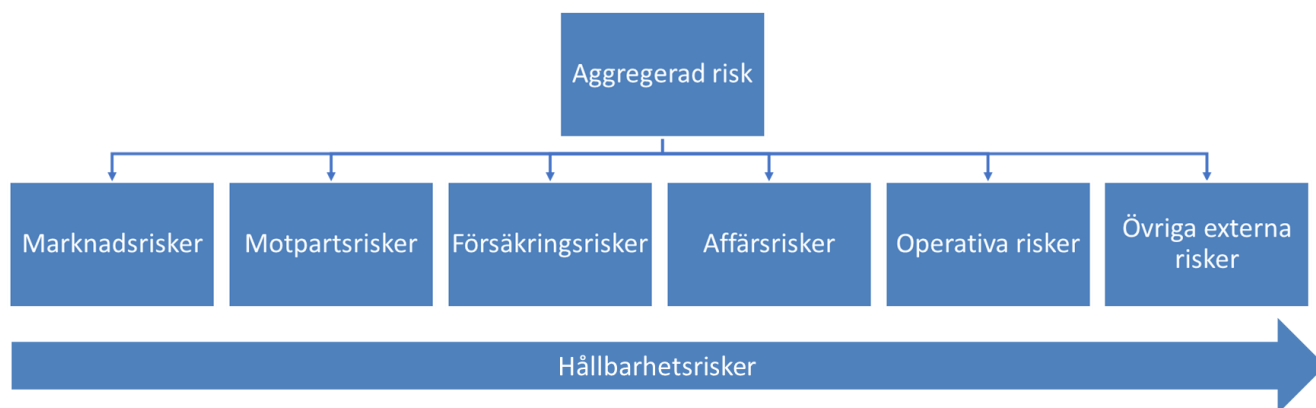 Aggregerad risk
Marknadsrisker
Motpartsrisker
Försäkringsrisker
Affärsrisker
Operativa risker
Övriga externa
risker
Hållbarhetsrisker